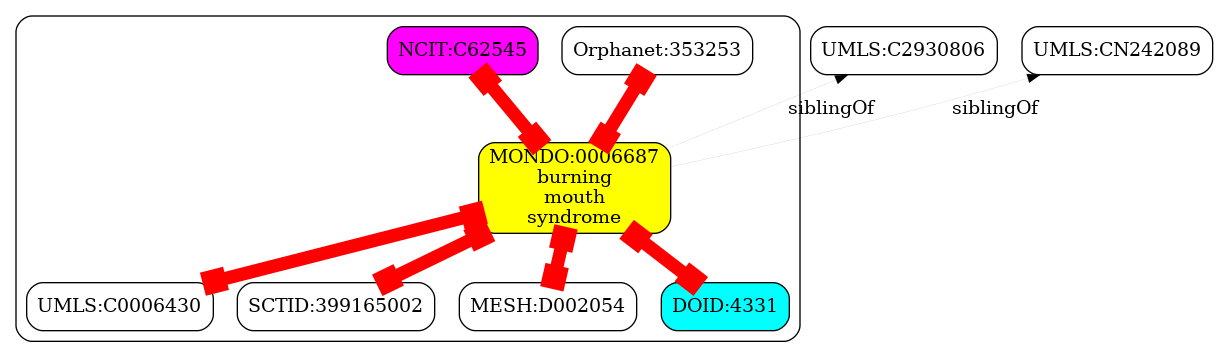 NCIT:C62545
Orphanet:353253
UMLS:C2930806
UMLS:CN242089
siblingOf
siblingOf
MONDO:0006687
burning
mouth
syndrome
UMLS:C0006430
SCTID:399165002
MESH:D002054
DOID:4331